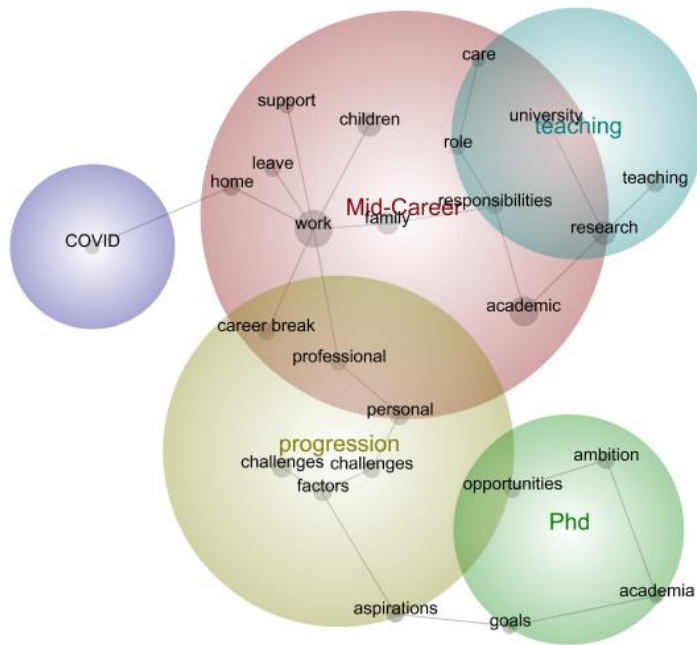 care
support
university
children
teaching
role
leave
teaching
home
responsibilities
Mid-Career
family
work
research
COVID
academic
career break
professional
personal
progression
ambition
challenges
challenges
opportunities
factors
Phd
academia
aspirations
goals